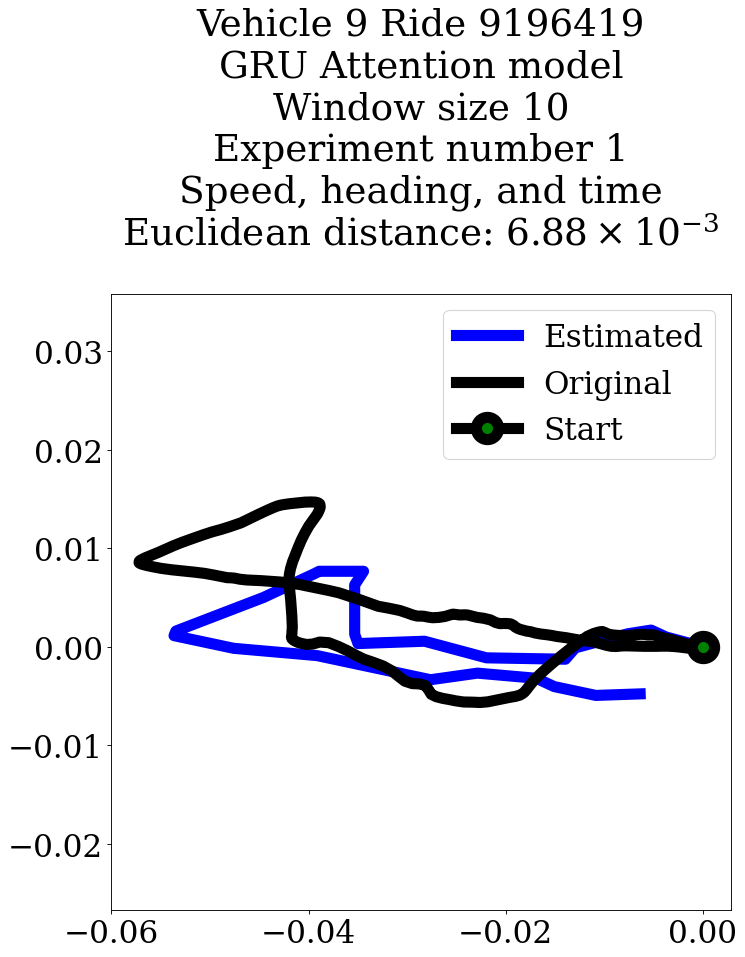 Vehicle 9 Ride 9196419
GRU Attention model
Window size 10
Experiment number 1
Speed, heading, and time
Euclidean distance: 6.88 × 10⁻³
Estimated
Original
Start
0.03
0.02
0.01
0.00
−0.01
−0.02
−0.06
−0.04
−0.02
0.00